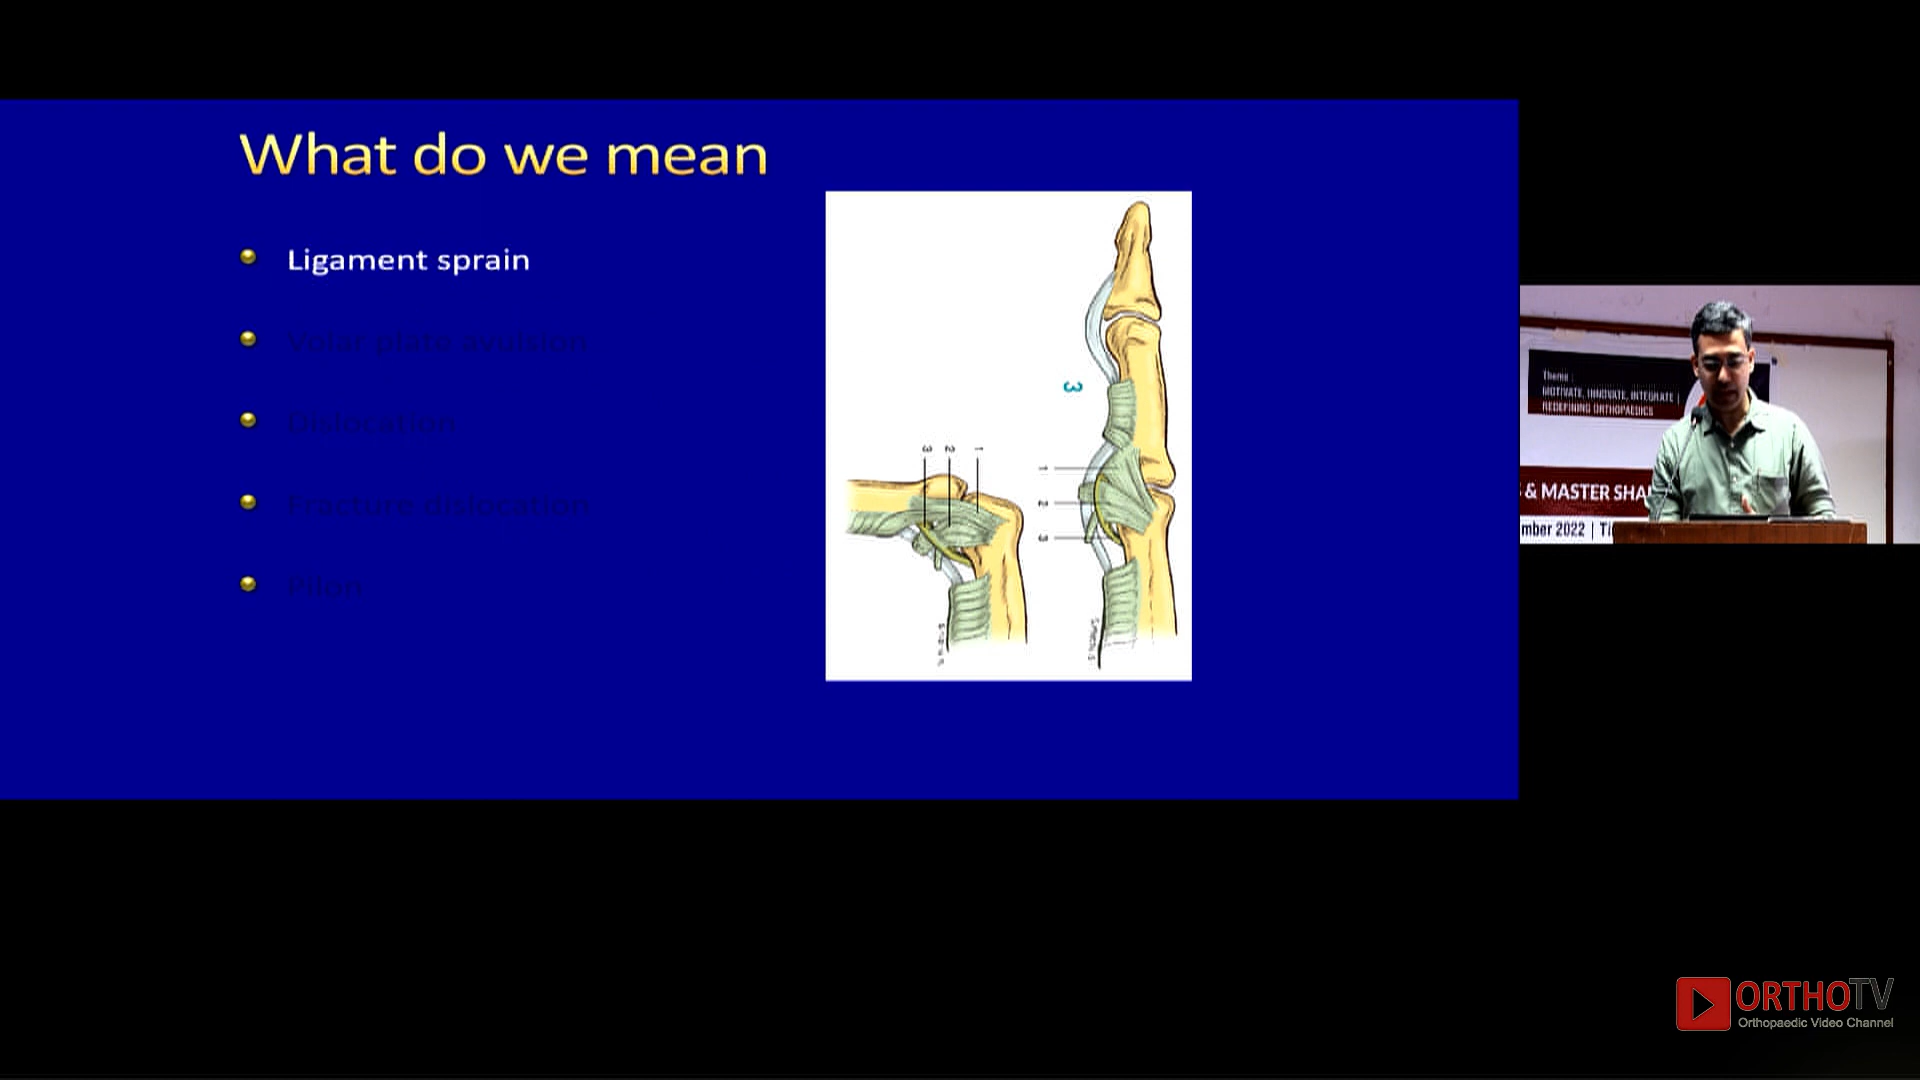 What do we mean
Ligament sprain
Volar plate avulsion
Dislocation
Fracture dislocation
Pilon
3
3 2 1
1
2
3
Theme :
MOTIVATE, INNOVATE, INTEGRATE |
REDEFINING ORTHOPAEDICS
& MASTER SHA
mber 2022 | Ti
ORTHOTV
Orthopaedic Video Channel